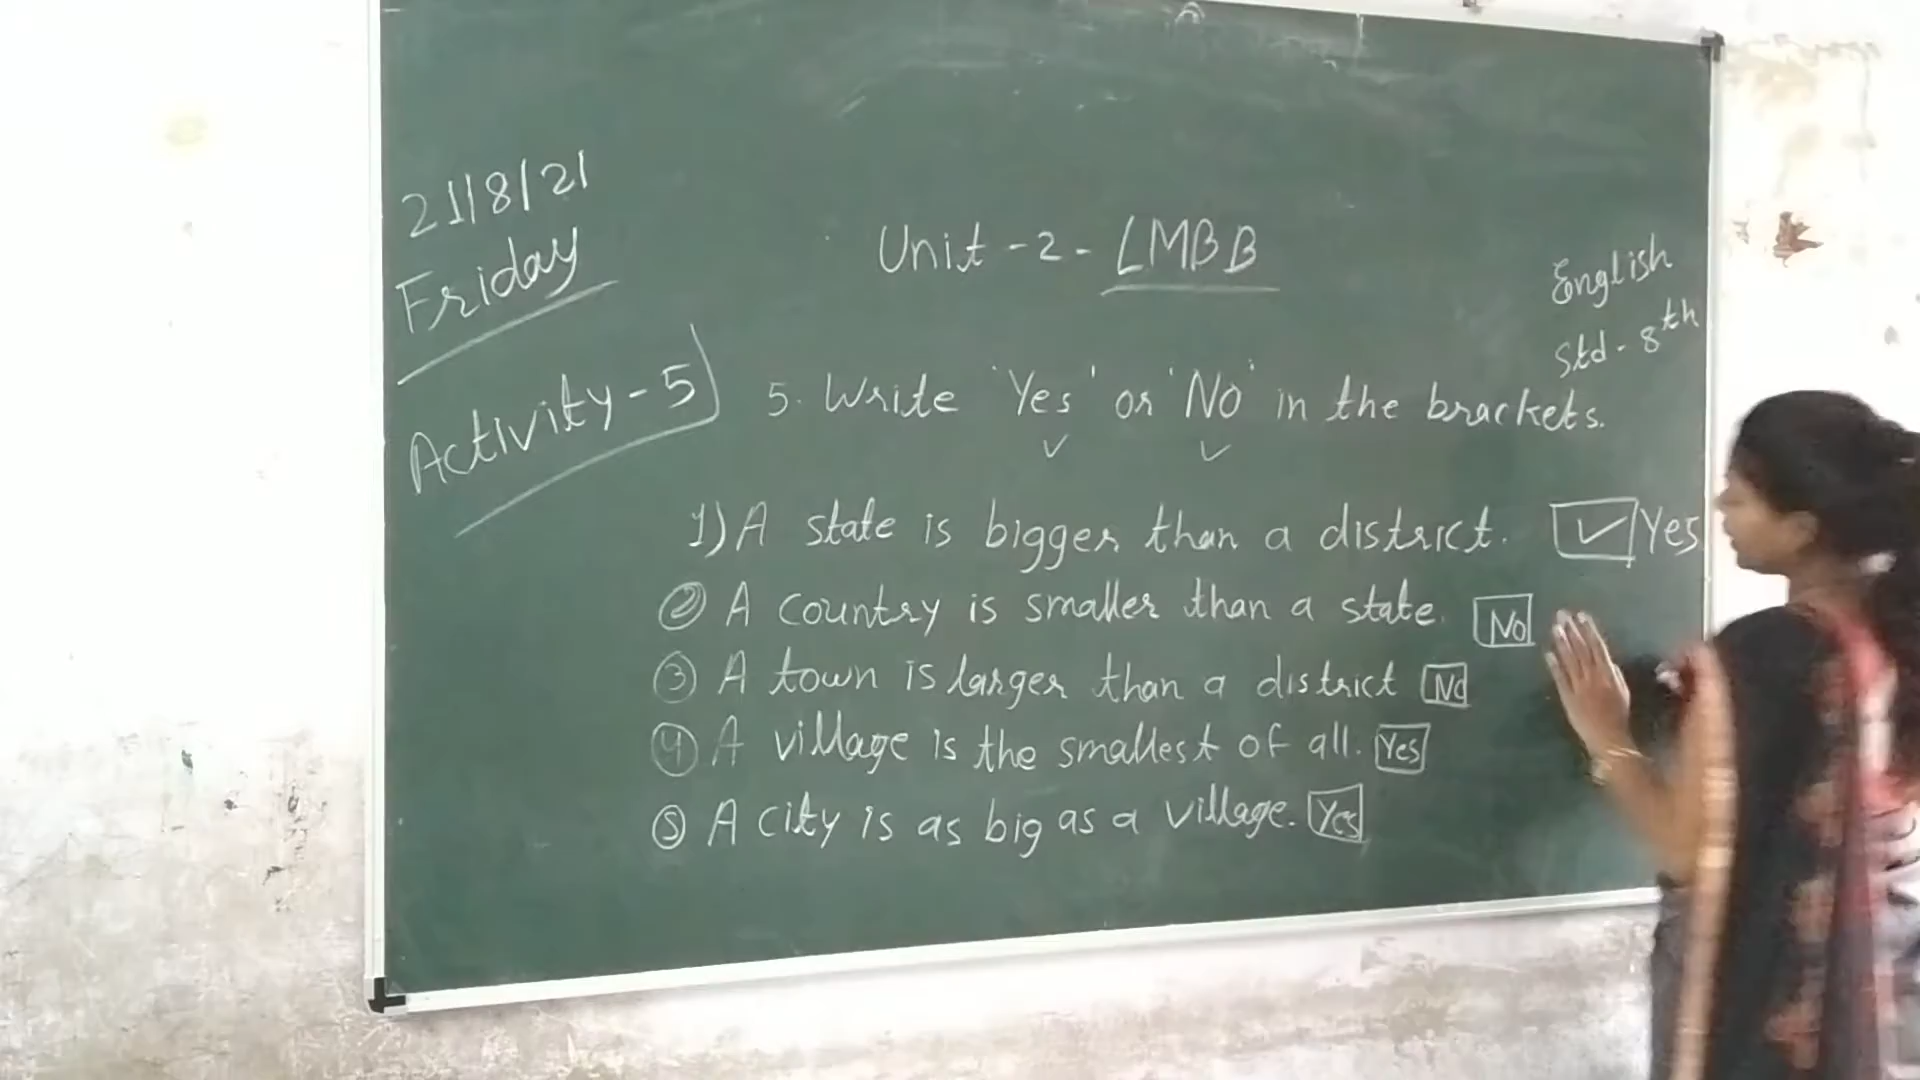 21/8/21
Friday
Activity-5
Unit-2-LMBB
English
Std-8th
5. Write 'Yes' or 'No' in the brackets.
1) A state is bigger than a district. ✓ Yes
② A country is smaller than a state. No
③ A town is larger than a district No
④ A village is the smallest of all. Yes
⑤ A city is as big as a village. Yes